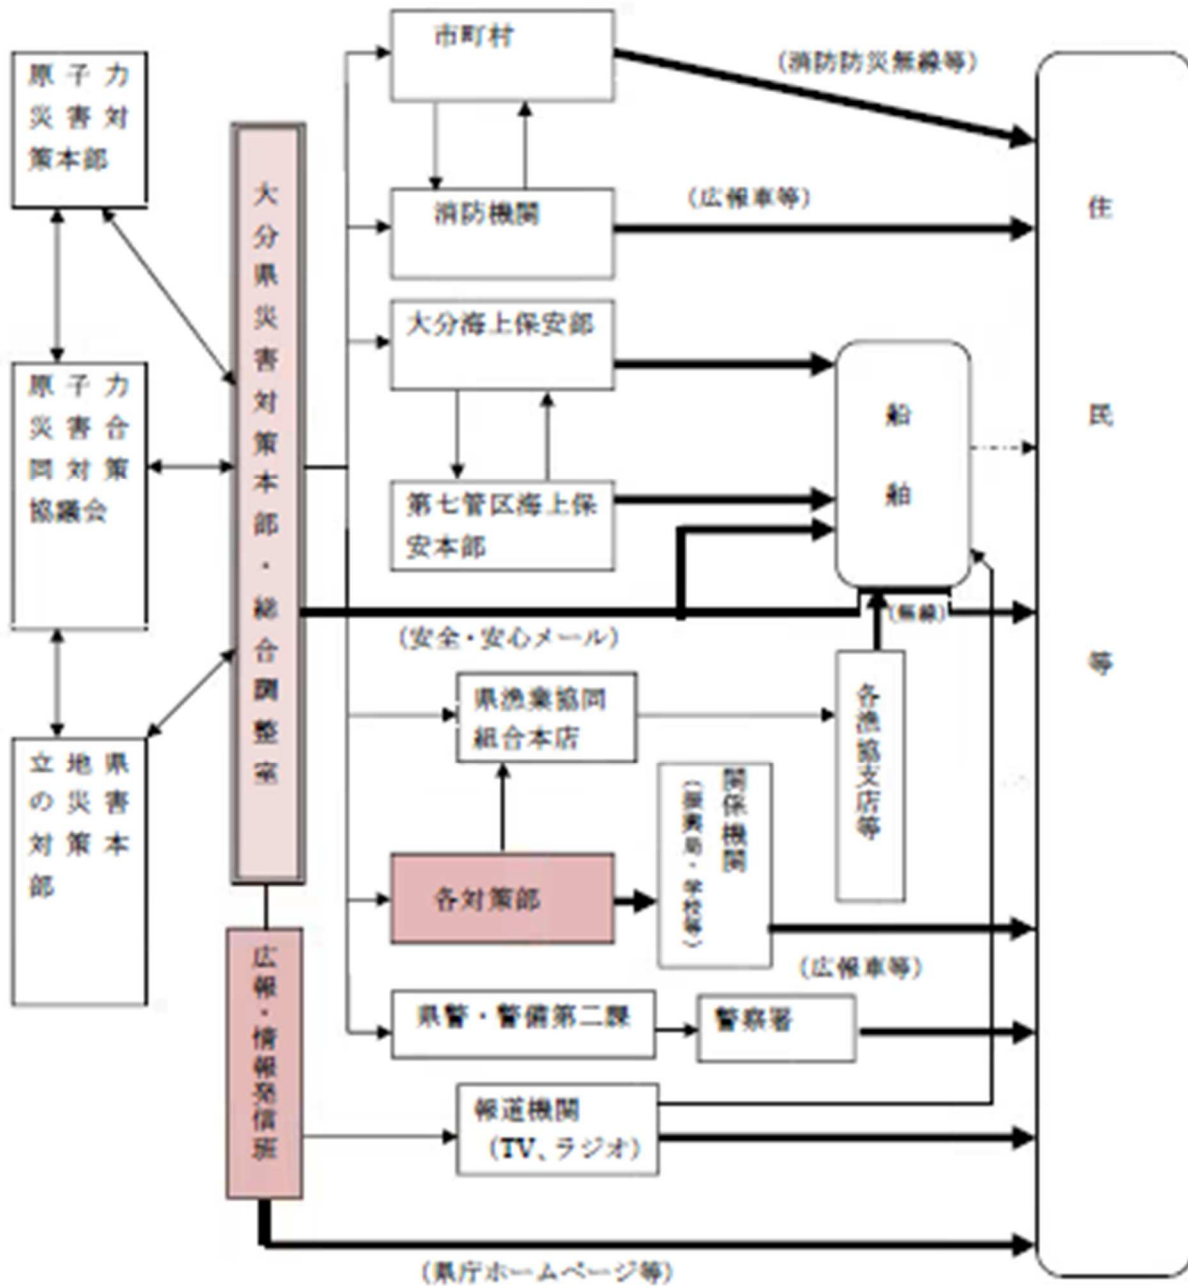 原子力
災害対
策本部
原子力
災害合
同対策
協議会
立地県
の災害
対策本
部
大分県災害対策本部・総合調整室
広報・情報発信班
市町村
(消防防災無線等)
消防機関
(広報車等)
大分海上保安部
第七管区海上保
安本部
船舶
(無線)
(安全・安心メール)
県漁業協同
組合本店
各漁協支店等
各対策部
関係機関
(広報車等)
県警・警備第二課
警察署
報道機関
(TV、ラジオ)
(県庁ホームページ等)
住民等